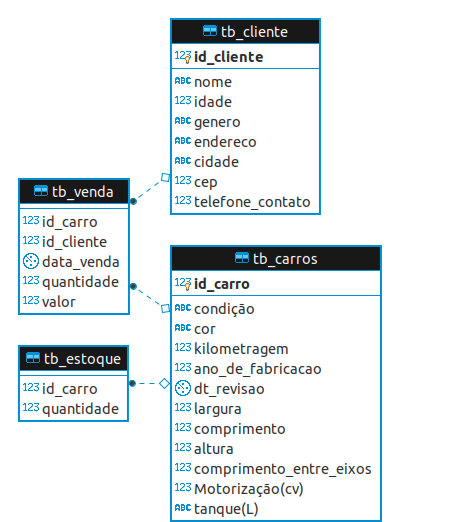 tb_cliente
123 id_cliente
ABC nome
123 idade
ABC genero
ABC endereco
ABC cidade
123 cep
123 telefone_contato
tb_venda
123 id_carro
123 id_cliente
data_venda
123 quantidade
123 valor
tb_carros
123 id_carro
ABC condição
ABC cor
123 kilometragem
123 ano_de_fabricacao
dt_revisao
123 largura
123 comprimento
123 altura
123 comprimento_entre_eixos
123 Motorização(cv)
ABC tanque(L)
tb_estoque
123 id_carro
123 quantidade